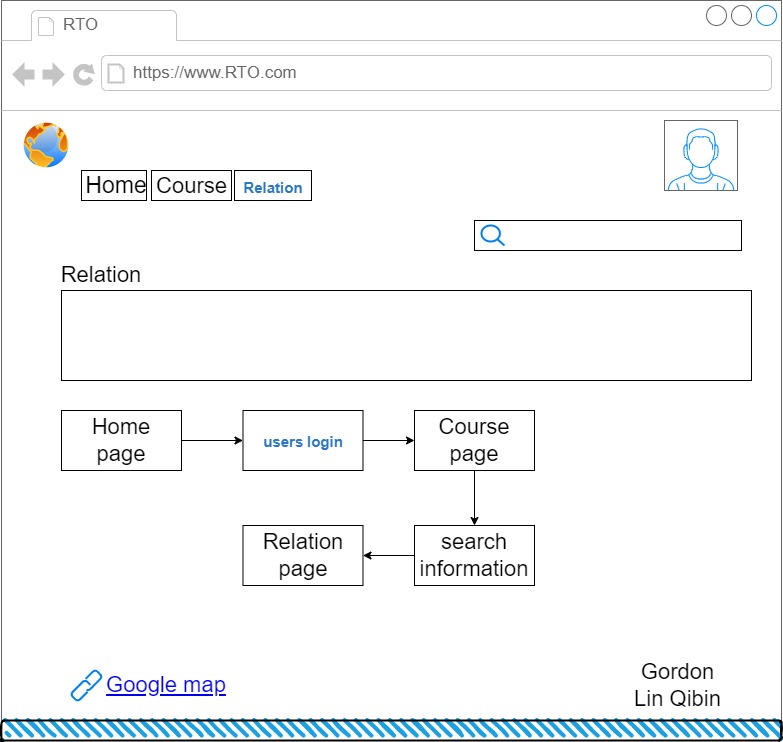 RTO
https://www.RTO.com
Home Course Relation
Relation
Home
page
users login
Course
page
Relation
page
search
information
Google map
Gordon
Lin Qibin